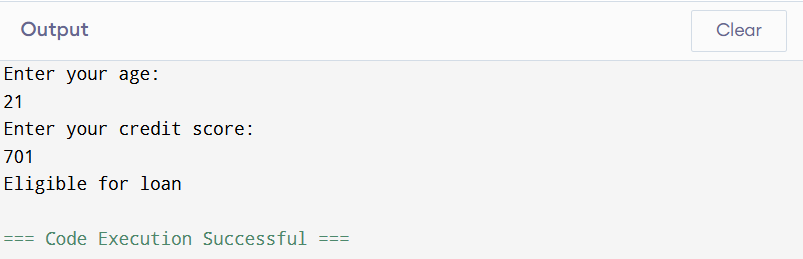 Output
Clear
Enter your age:
21
Enter your credit score:
701
Eligible for loan
=== Code Execution Successful ===